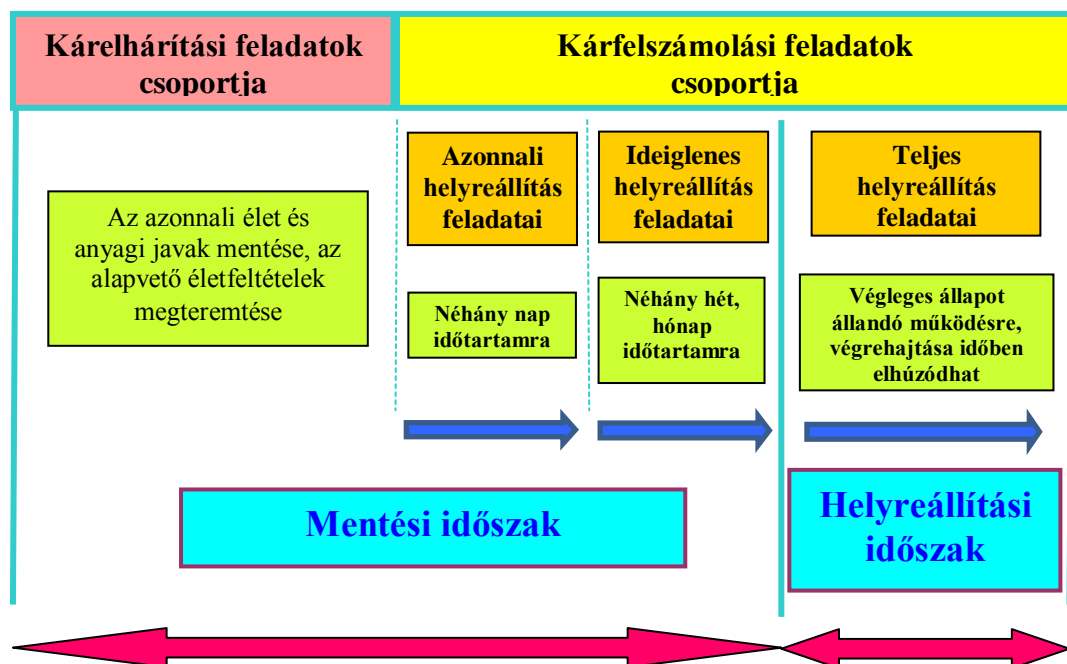 Kárelhárítási feladatok
csoportja
Kárfelszámolási feladatok
csoportja
Az azonnali élet és
anyagi javak mentése, az
alapvető életfeltételek
megteremtése
Azonnali
helyreállítás
feladatai
Ideiglenes
helyreállítás
feladatai
Teljes
helyreállítás
feladatai
Néhány nap
időtartamra
Néhány hét,
hónap
időtartamra
Végleges állapot
állandó működésre,
végrehajtása időben
elhúzódhat
Mentési időszak
Helyreállítási
időszak